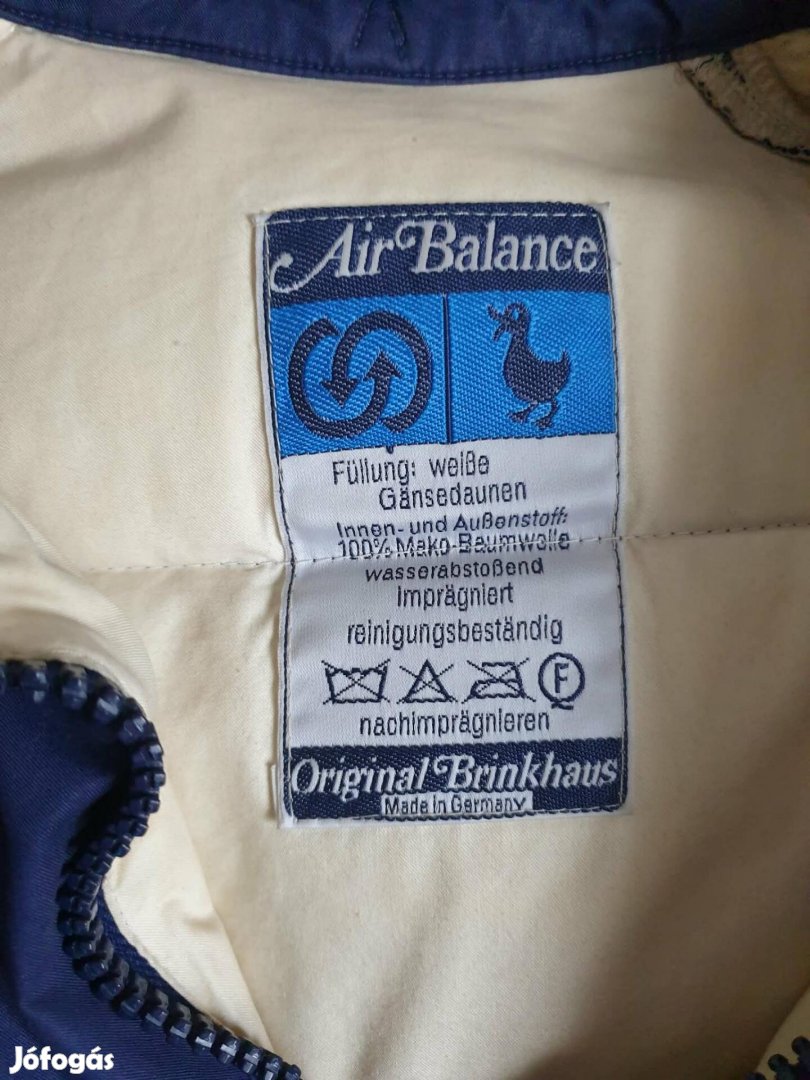 Air Balance
Füllung: weiße
Gänsedaunen
Innen- und Außenstoff:
100% Mako-Baumwolle
wasserabstoßend
imprägniert
reinigungsbeständig
F
nachimprägnieren
Original Brinkhaus
Made in Germany
Jófogás